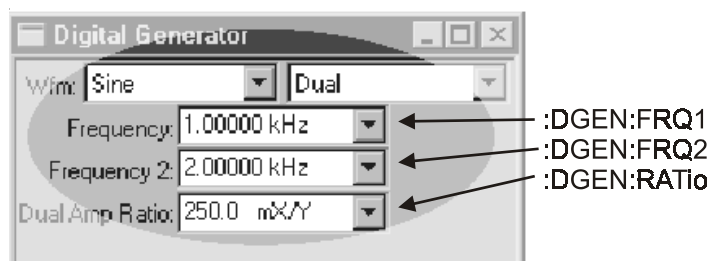 Digital Generator
Wfm: Sine Dual
Frequency: 1.00000 kHz :DGEN:FRQ1
Frequency 2: 2.00000 kHz :DGEN:FRQ2
Dual Amp Ratio: 250.0 mX/Y :DGEN:RATio